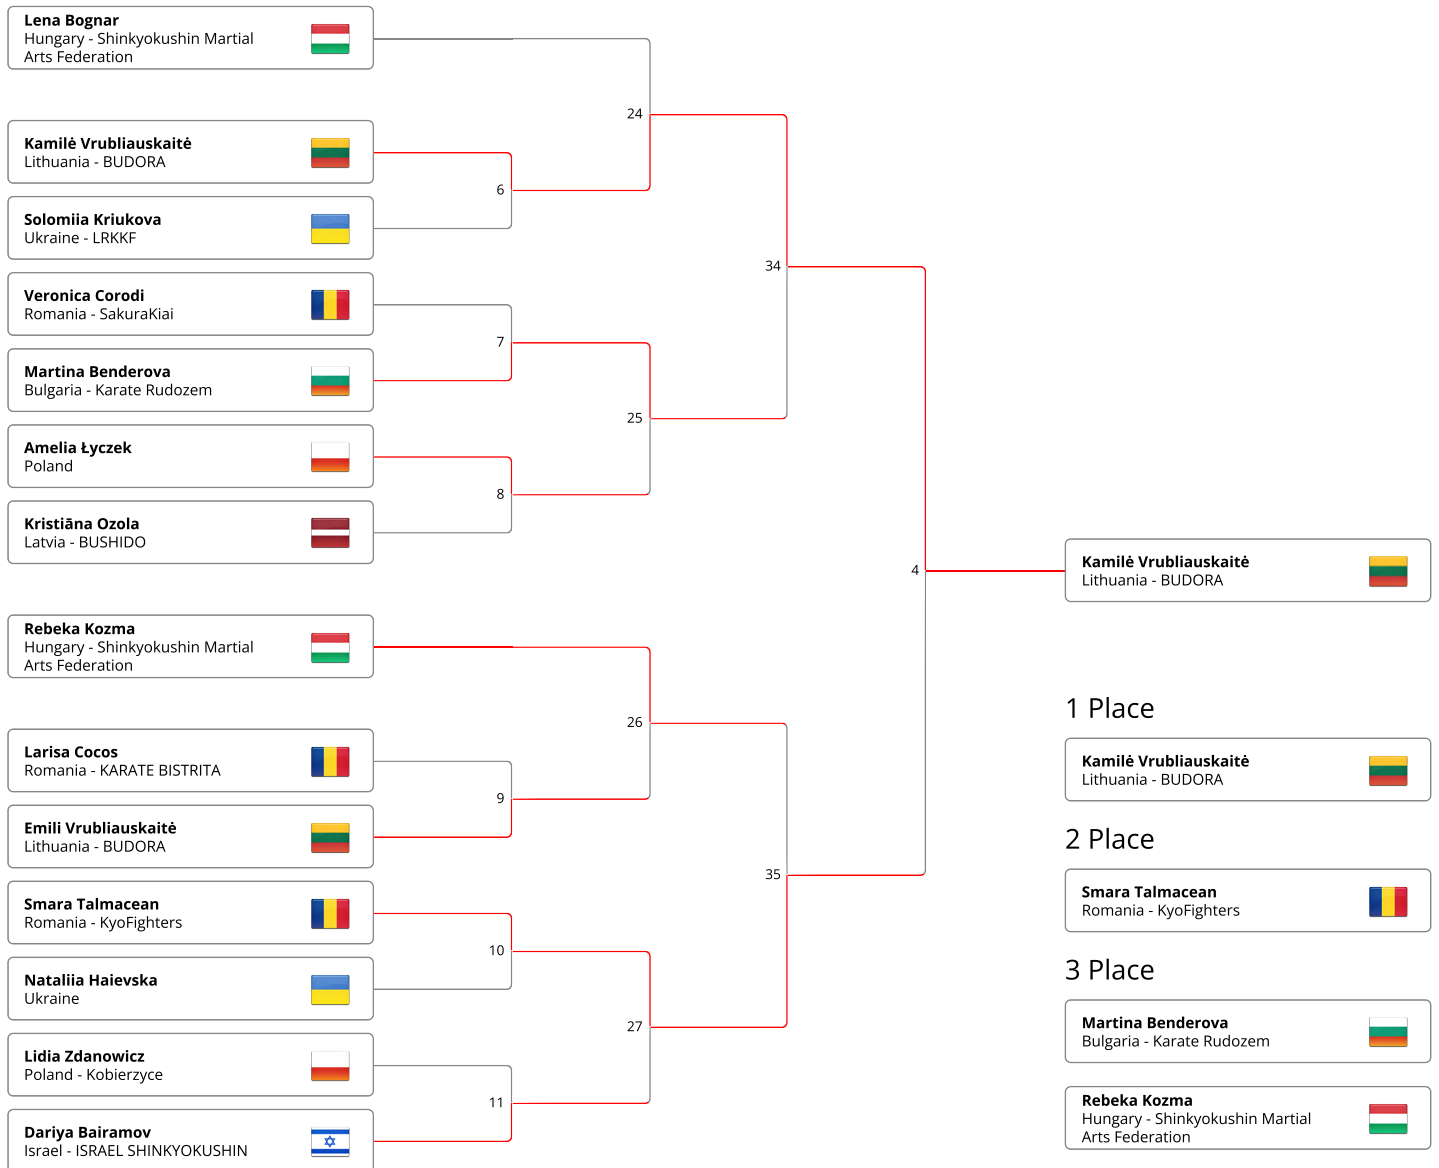 Lena Bognar
Hungary - Shinkyokushin Martial
Arts Federation
24
Kamilė Vrubliauskaitė
Lithuania - BUDORA
6
Solomiia Kriukova
Ukraine - LRKKF
34
Veronica Corodi
Romania - SakuraKiai
7
Martina Benderova
Bulgaria - Karate Rudozem
25
Amelia Łyczek
Poland
8
Kristiāna Ozola
Latvia - BUSHIDO
4
Kamilė Vrubliauskaitė
Lithuania - BUDORA
Rebeka Kozma
Hungary - Shinkyokushin Martial
Arts Federation
26
Larisa Cocos
Romania - KARATE BISTRITA
9
Emili Vrubliauskaitė
Lithuania - BUDORA
35
Smara Talmacean
Romania - KyoFighters
10
Nataliia Haievska
Ukraine
27
Lidia Zdanowicz
Poland - Kobierzyce
11
Dariya Bairamov
Israel - ISRAEL SHINKYOKUSHIN
1 Place
Kamilė Vrubliauskaitė
Lithuania - BUDORA
2 Place
Smara Talmacean
Romania - KyoFighters
3 Place
Martina Benderova
Bulgaria - Karate Rudozem
Rebeka Kozma
Hungary - Shinkyokushin Martial
Arts Federation